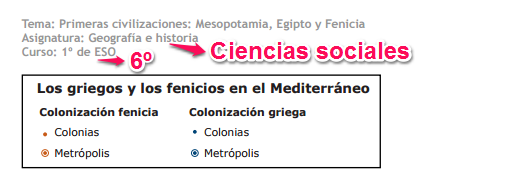 Tema: Primeras civilizaciones: Mesopotamia, Egipto y Fenicia
Asignatura: Geografía e historia
Ciencias sociales
Curso: 1º de ESO
6º
Los griegos y los fenicios en el Mediterráneo
Colonización fenicia Colonización griega
Colonias Colonias
Metrópolis Metrópolis